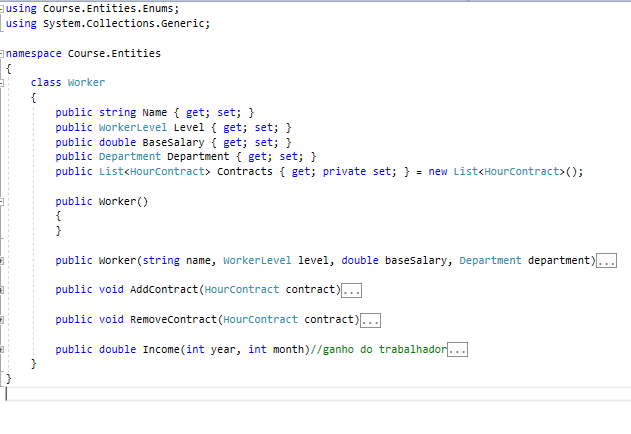 using Course.Entities.Enums;
using System.Collections.Generic;
namespace Course.Entities
{
class Worker
{
public string Name { get; set; }
public WorkerLevel Level { get; set; }
public double BaseSalary { get; set; }
public Department Department { get; set; }
public List<HourContract> Contracts { get; private set; } = new List<HourContract>();
public Worker()
{
}
public Worker(string name, WorkerLevel level, double baseSalary, Department department)...
public void AddContract(HourContract contract)...
public void RemoveContract(HourContract contract)...
public double Income(int year, int month)//ganho do trabalhador...
}
}